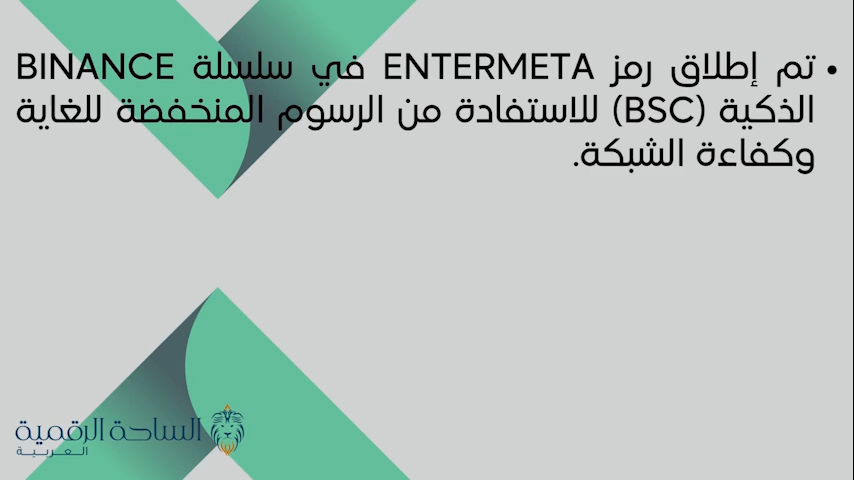 • تم إطلاق رمز ENTERMETA في سلسلة BINANCE
الذكية (BSC) للاستفادة من الرسوم المنخفضة للغاية
وكفاءة الشبكة.
الساحة الرقمية
العربية